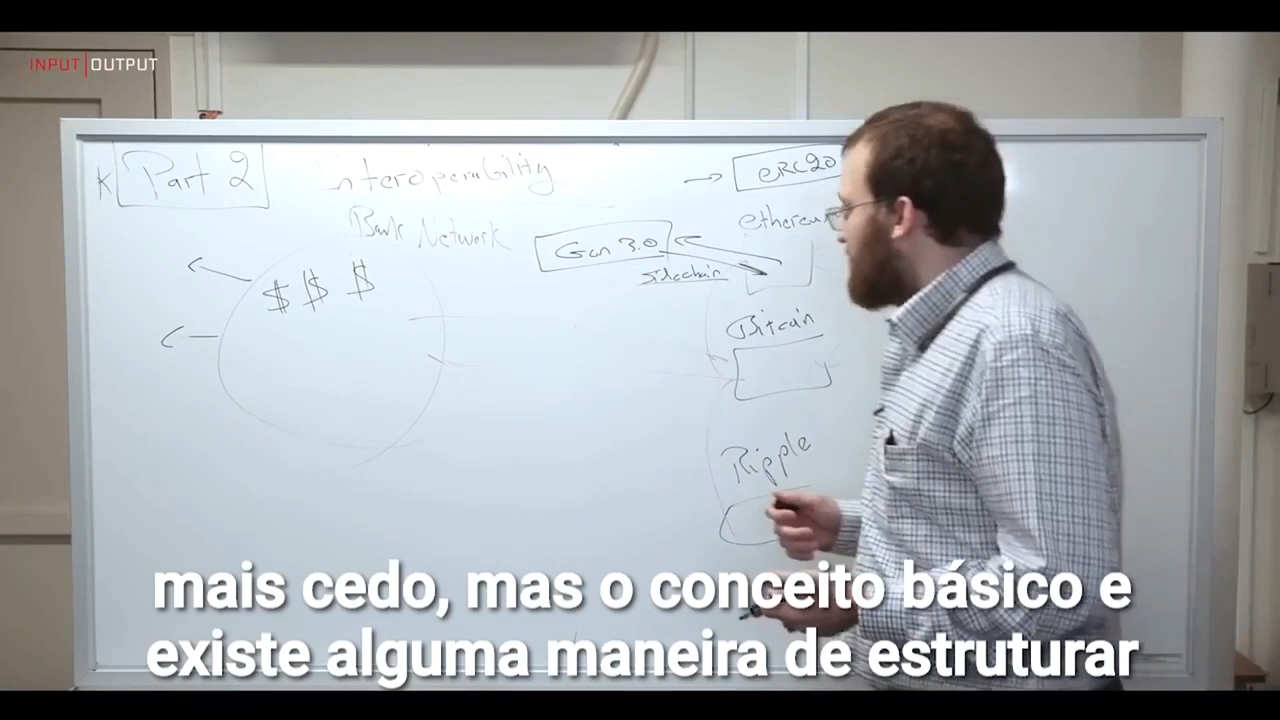 INPUT|OUTPUT
Part 2
Interoperability
ERC20
Bank Network
ethereu
Gen 3.0
Sidechain
$ $ $
Bitcoin
Ripple
mais cedo, mas o conceito básico e
existe alguma maneira de estruturar